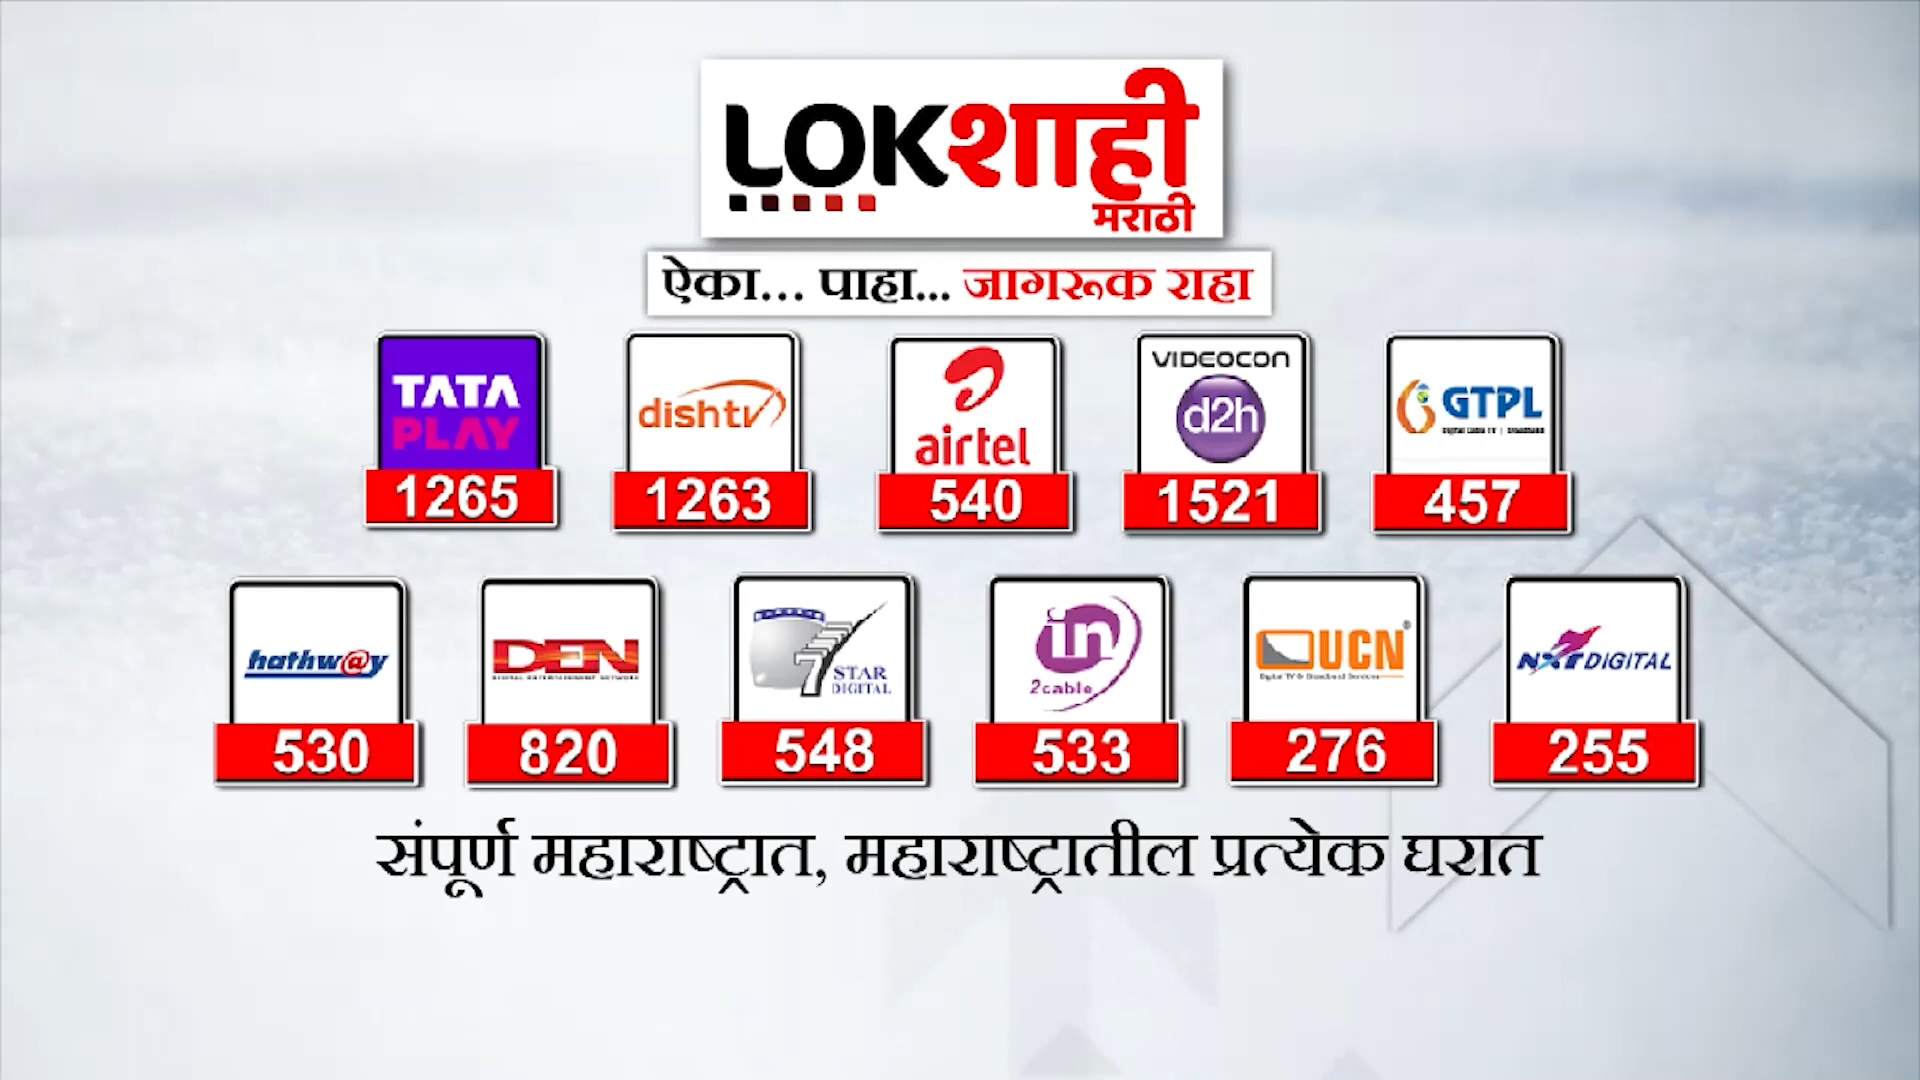 LOKशाही
मराठी
ऐका... पाहा... जागरूक राहा
TATA PLAY
dishtv
airtel
VIDEOCON d2h
GTPL
1265
1263
540
1521
457
hathw@y
DEN
7 STAR DIGITAL
in 2cable
UCN®
NXT DIGITAL
530
820
548
533
276
255
संपूर्ण महाराष्ट्रात, महाराष्ट्रातील प्रत्येक घरात